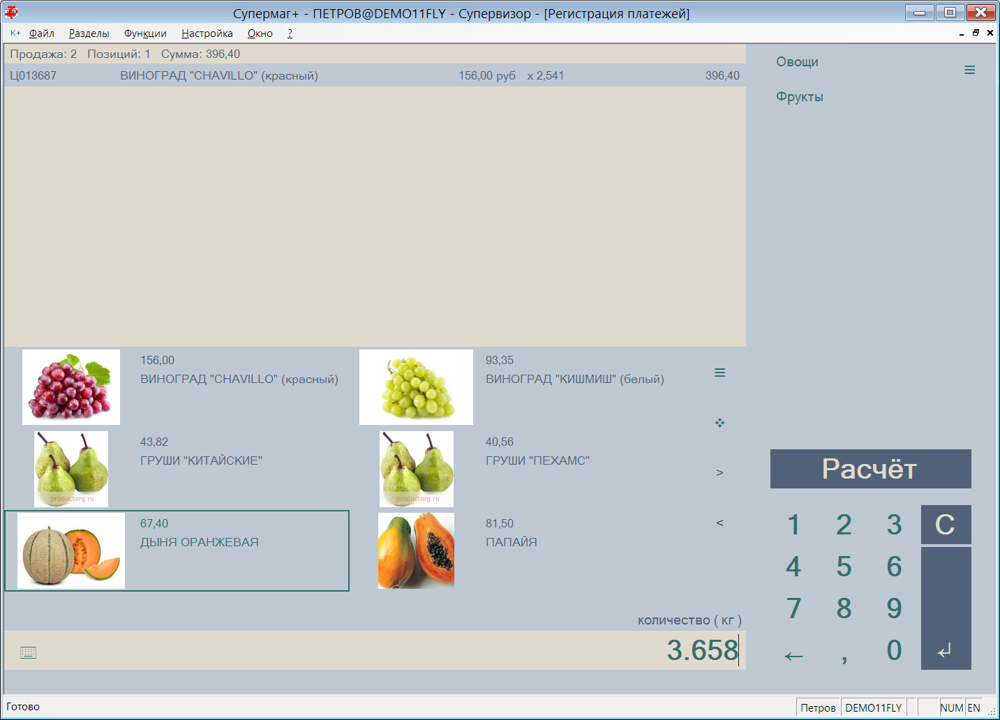 Супермаг+ - ПЕТРОВ@DEMO11FLY - Супервизор - [Регистрация платежей]
K+ Файл Разделы Функции Настройка Окно ?
Продажа: 2 Позиций: 1 Сумма: 396,40
Ц013687 ВИНОГРАД "CHAVILLO" (красный) 156,00 руб x 2,541 396,40
Овощи
Фрукты
156,00
ВИНОГРАД "CHAVILLO" (красный)
93,35
ВИНОГРАД "КИШМИШ" (белый)
43,82
ГРУШИ "КИТАЙСКИЕ"
productorg.ru
40,56
ГРУШИ "ПЕХАМС"
productorg.ru
>
67,40
ДЫНЯ ОРАНЖЕВАЯ
81,50
ПАПАЙЯ
<
количество ( кг )
3.658
Расчёт
1 2 3 C
4 5 6
7 8 9
← , 0 ↵
Готово Петров DEMO11FLY NUM EN